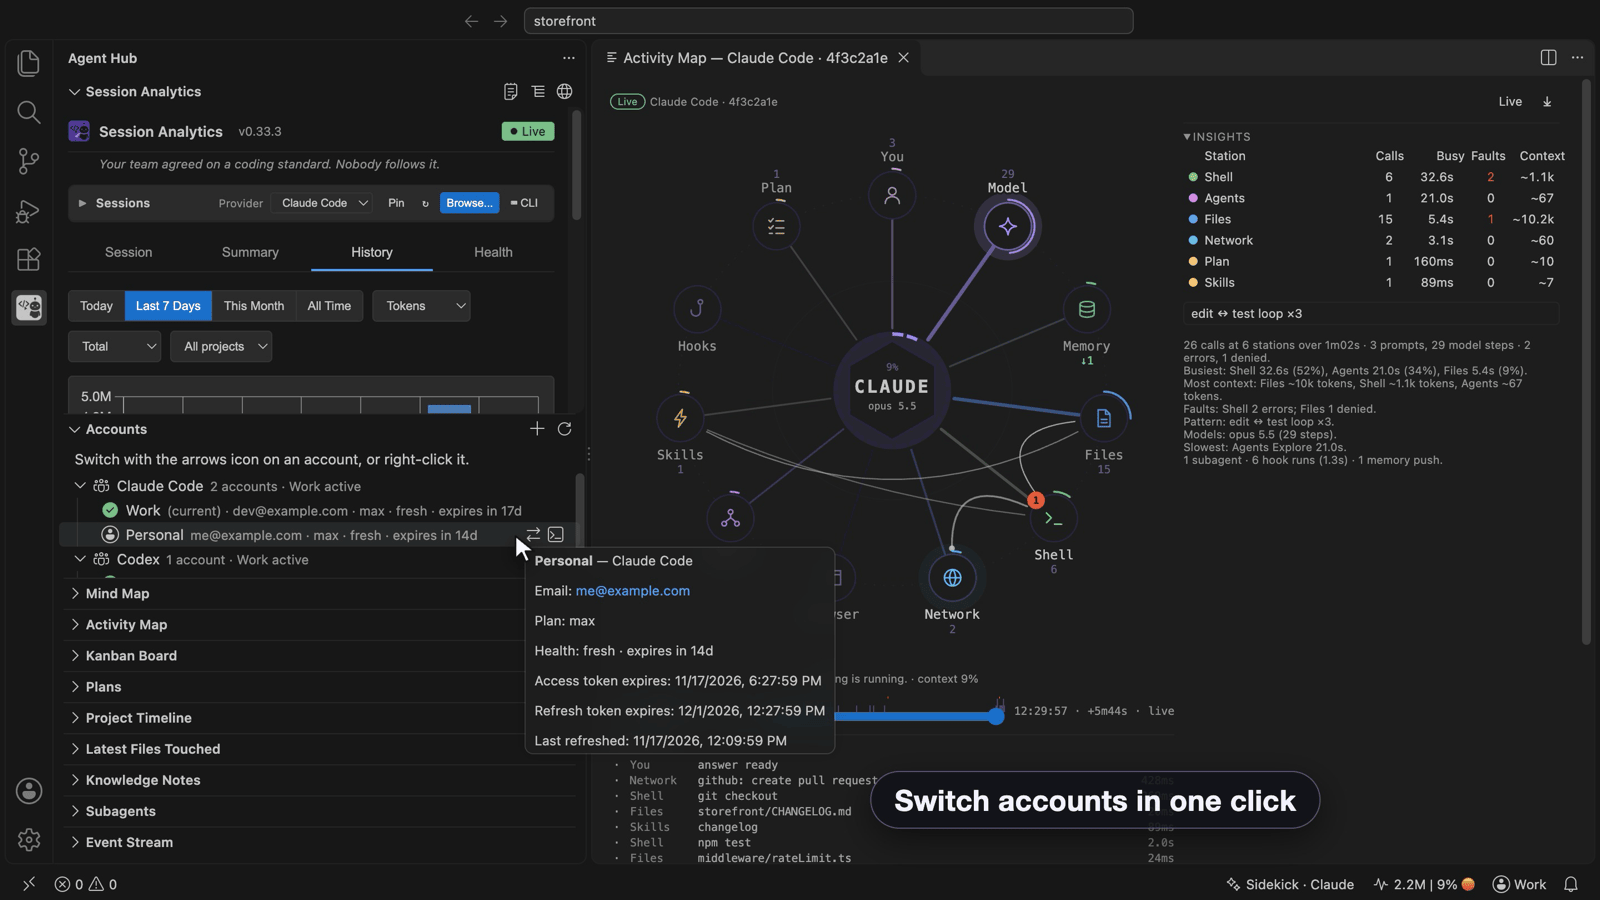 storefront
Agent Hub
Session Analytics
Session Analytics v0.33.3 Live
Your team agreed on a coding standard. Nobody follows it.
Sessions Provider Claude Code Pin Browse... CLI
Session Summary History Health
Today Last 7 Days This Month All Time Tokens
Total All projects
5.0M
Accounts
Switch with the arrows icon on an account, or right-click it.
Claude Code 2 accounts · Work active
Work (current) · dev@example.com · max · fresh · expires in 17d
Personal me@example.com · max · fresh · expires in 14d
Codex 1 account · Work active
Mind Map
Activity Map
Kanban Board
Plans
Project Timeline
Latest Files Touched
Knowledge Notes
Subagents
Event Stream
Personal — Claude Code
Email: me@example.com
Plan: max
Health: fresh · expires in 14d
Access token expires: 11/17/2026, 6:27:59 PM
Refresh token expires: 12/1/2026, 12:27:59 PM
Last refreshed: 11/17/2026, 12:09:59 PM
Activity Map — Claude Code · 4f3c2a1e
Live Claude Code · 4f3c2a1e
Live
3
You
1
Plan
29
Model
Hooks
Memory
↓1
9%
CLAUDE
opus 5.5
Skills
1
Files
15
1
Shell
6
Network
2
ser
ng is running. · context 9%
12:29:57 · +5m44s · live
· You answer ready
· Network github: create pull request 428ms
· Shell git checkout
· Files storefront/CHANGELOG.md
· Skills changelog 89ms
· Shell npm test 2.0s
· Files middleware/rateLimit.ts 24ms
INSIGHTS
Station Calls Busy Faults Context
Shell 6 32.6s 2 ~1.1k
Agents 1 21.0s 0 ~67
Files 15 5.4s 1 ~10.2k
Network 2 3.1s 0 ~60
Plan 1 160ms 0 ~10
Skills 1 89ms 0 ~7
edit ↔ test loop ×3
26 calls at 6 stations over 1m02s · 3 prompts, 29 model steps · 2
errors, 1 denied.
Busiest: Shell 32.6s (52%), Agents 21.0s (34%), Files 5.4s (9%).
Most context: Files ~10k tokens, Shell ~1.1k tokens, Agents ~67
tokens.
Faults: Shell 2 errors; Files 1 denied.
Pattern: edit ↔ test loop ×3.
Models: opus 5.5 (29 steps).
Slowest: Agents Explore 21.0s.
1 subagent · 6 hook runs (1.3s) · 1 memory push.
Switch accounts in one click
0 0
Sidekick · Claude 2.2M | 9% Work